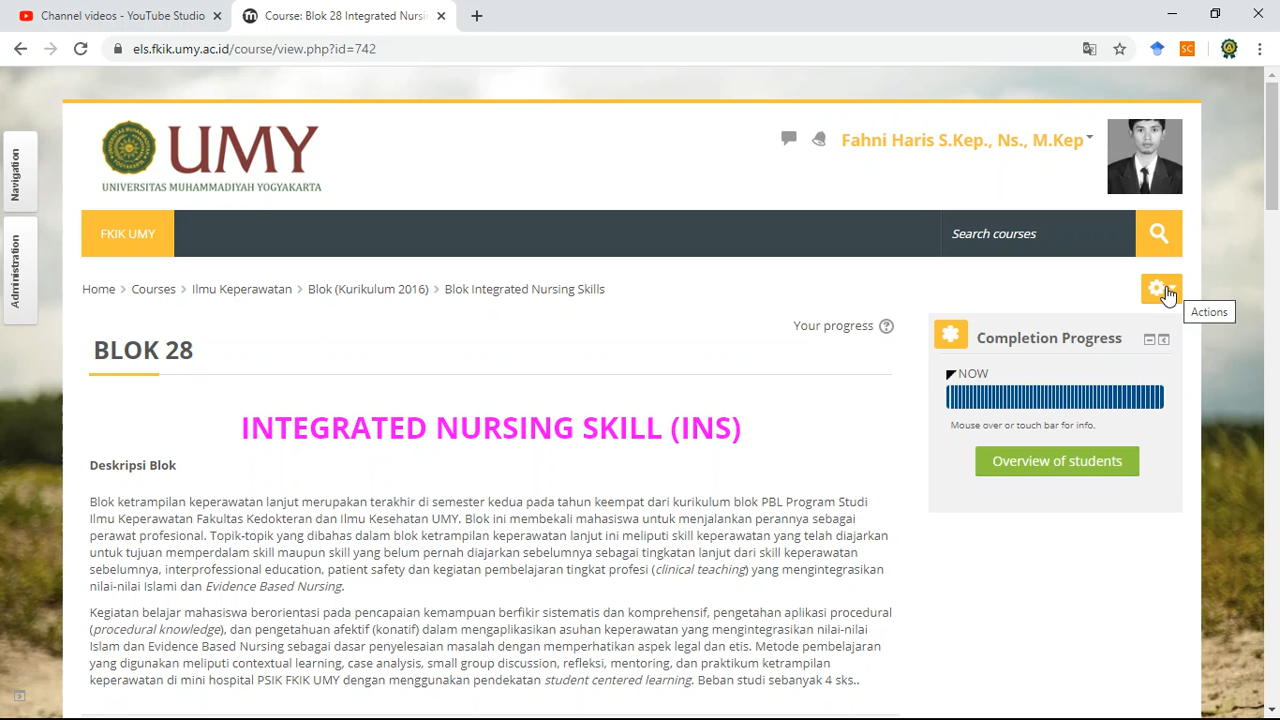 Channel videos - YouTube Studio
Course: Blok 28 Integrated Nursin
els.fkik.umy.ac.id/course/view.php?id=742
SC
UMY
UNIVERSITAS MUHAMMADIYAH YOGYAKARTA
Fahni Haris S.Kep., Ns., M.Kep
Navigation
Administration
FKIK UMY
Search courses
Home > Courses > Ilmu Keperawatan > Blok (Kurikulum 2016) > Blok Integrated Nursing Skills
Actions
Your progress
BLOK 28
Completion Progress
NOW
Mouse over or touch bar for info.
Overview of students
INTEGRATED NURSING SKILL (INS)
Deskripsi Blok
Blok ketrampilan keperawatan lanjut merupakan terakhir di semester kedua pada tahun keempat dari kurikulum blok PBL Program Studi
Ilmu Keperawatan Fakultas Kedokteran dan Ilmu Kesehatan UMY. Blok ini membekali mahasiswa untuk menjalankan perannya sebagai
perawat profesional. Topik-topik yang dibahas dalam blok ketrampilan keperawatan lanjut ini meliputi skill keperawatan yang telah diajarkan
untuk tujuan memperdalam skill maupun skill yang belum pernah diajarkan sebelumnya sebagai tingkatan lanjut dari skill keperawatan
sebelumnya, interprofessional education, patient safety dan kegiatan pembelajaran tingkat profesi (clinical teaching) yang mengintegrasikan
nilai-nilai Islami dan Evidence Based Nursing.
Kegiatan belajar mahasiswa berorientasi pada pencapaian kemampuan berfikir sistematis dan komprehensif, pengetahan aplikasi procedural
(procedural knowledge), dan pengetahuan afektif (konatif) dalam mengaplikasikan asuhan keperawatan yang mengintegrasikan nilai-nilai
Islam dan Evidence Based Nursing sebagai dasar penyelesaian masalah dengan memperhatikan aspek legal dan etis. Metode pembelajaran
yang digunakan meliputi contextual learning, case analysis, small group discussion, refleksi, mentoring, dan praktikum ketrampilan
keperawatan di mini hospital PSIK FKIK UMY dengan menggunakan pendekatan student centered learning. Beban studi sebanyak 4 sks..